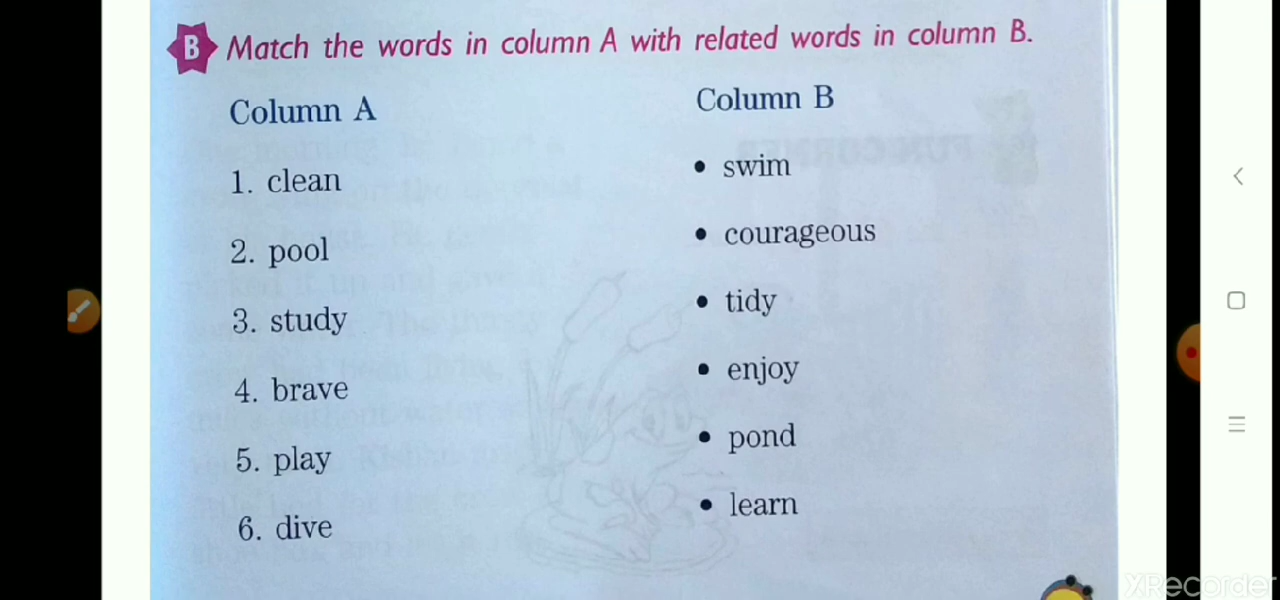 B Match the words in column A with related words in column B.
Column A
Column B
1. clean
• swim
2. pool
• courageous
3. study
• tidy
4. brave
• enjoy
5. play
• pond
6. dive
• learn
XRecorder